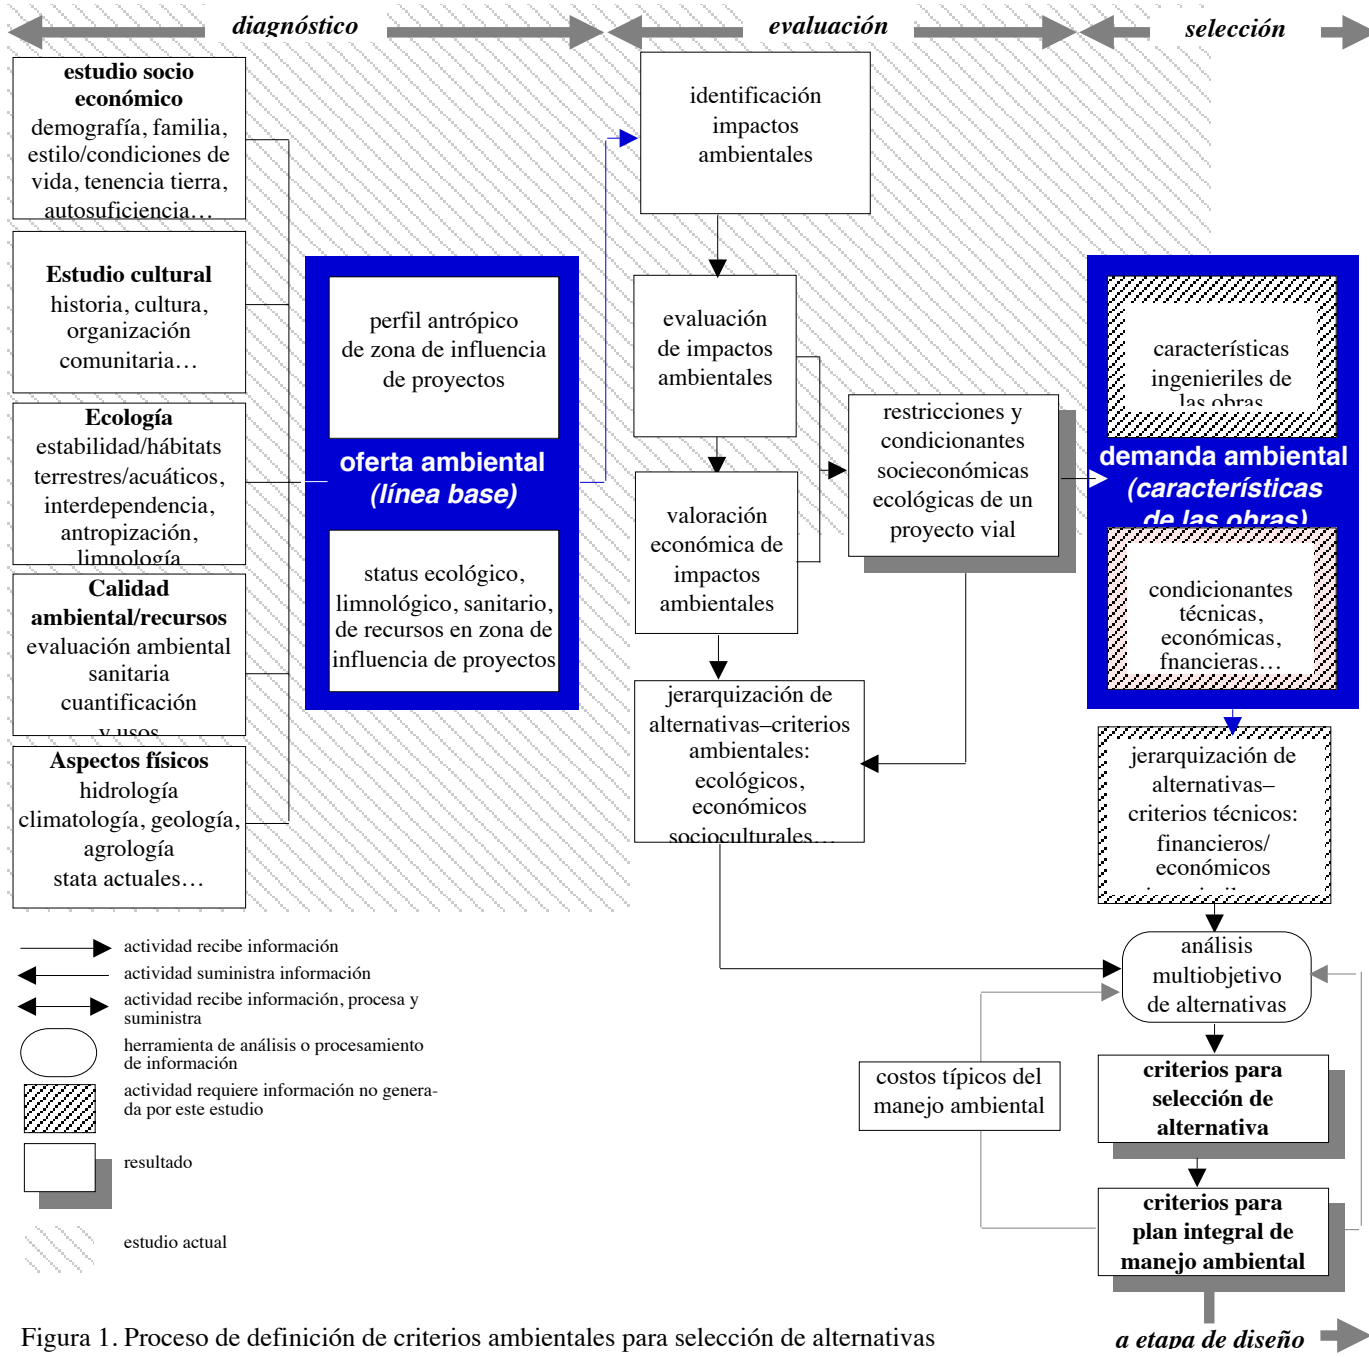 diagnóstico
evaluación
selección
estudio socio
económico
demografía, familia,
estilo/condiciones de
vida, tenencia tierra,
autosuficiencia…
Estudio cultural
historia, cultura,
organización
comunitaria…
Ecología
estabilidad/hábitats
terrestres/acuáticos,
interdependencia,
antropización,
limnología
Calidad
ambiental/recursos
evaluación ambiental
sanitaria
cuantificación
y usos
Aspectos físicos
hidrología
climatología, geología,
agrología
stata actuales…
perfil antrópico
de zona de influencia
de proyectos
oferta ambiental
(línea base)
status ecológico,
limnológico, sanitario,
de recursos en zona de
influencia de proyectos
identificación
impactos
ambientales
evaluación
de impactos
ambientales
valoración
económica de
impactos
ambientales
jerarquización de
alternativas–criterios
ambientales:
ecológicos,
económicos
socioculturales…
restricciones y
condicionantes
socieconómicas
ecológicas de un
proyecto vial
características
ingenieriles de
las obras
demanda ambiental
(características
de las obras)
condicionantes
técnicas,
económicas,
fnancieras…
jerarquización de
alternativas–
criterios técnicos:
financieros/
económicos
análisis
multiobjetivo
de alternativas
costos típicos del
manejo ambiental
criterios para
selección de
alternativa
criterios para
plan integral de
manejo ambiental
a etapa de diseño
actividad recibe información
actividad suministra información
actividad recibe información, procesa y
suministra
herramienta de análisis o procesamiento
de información
actividad requiere información no genera-
da por este estudio
resultado
estudio actual
Figura 1. Proceso de definición de criterios ambientales para selección de alternativas